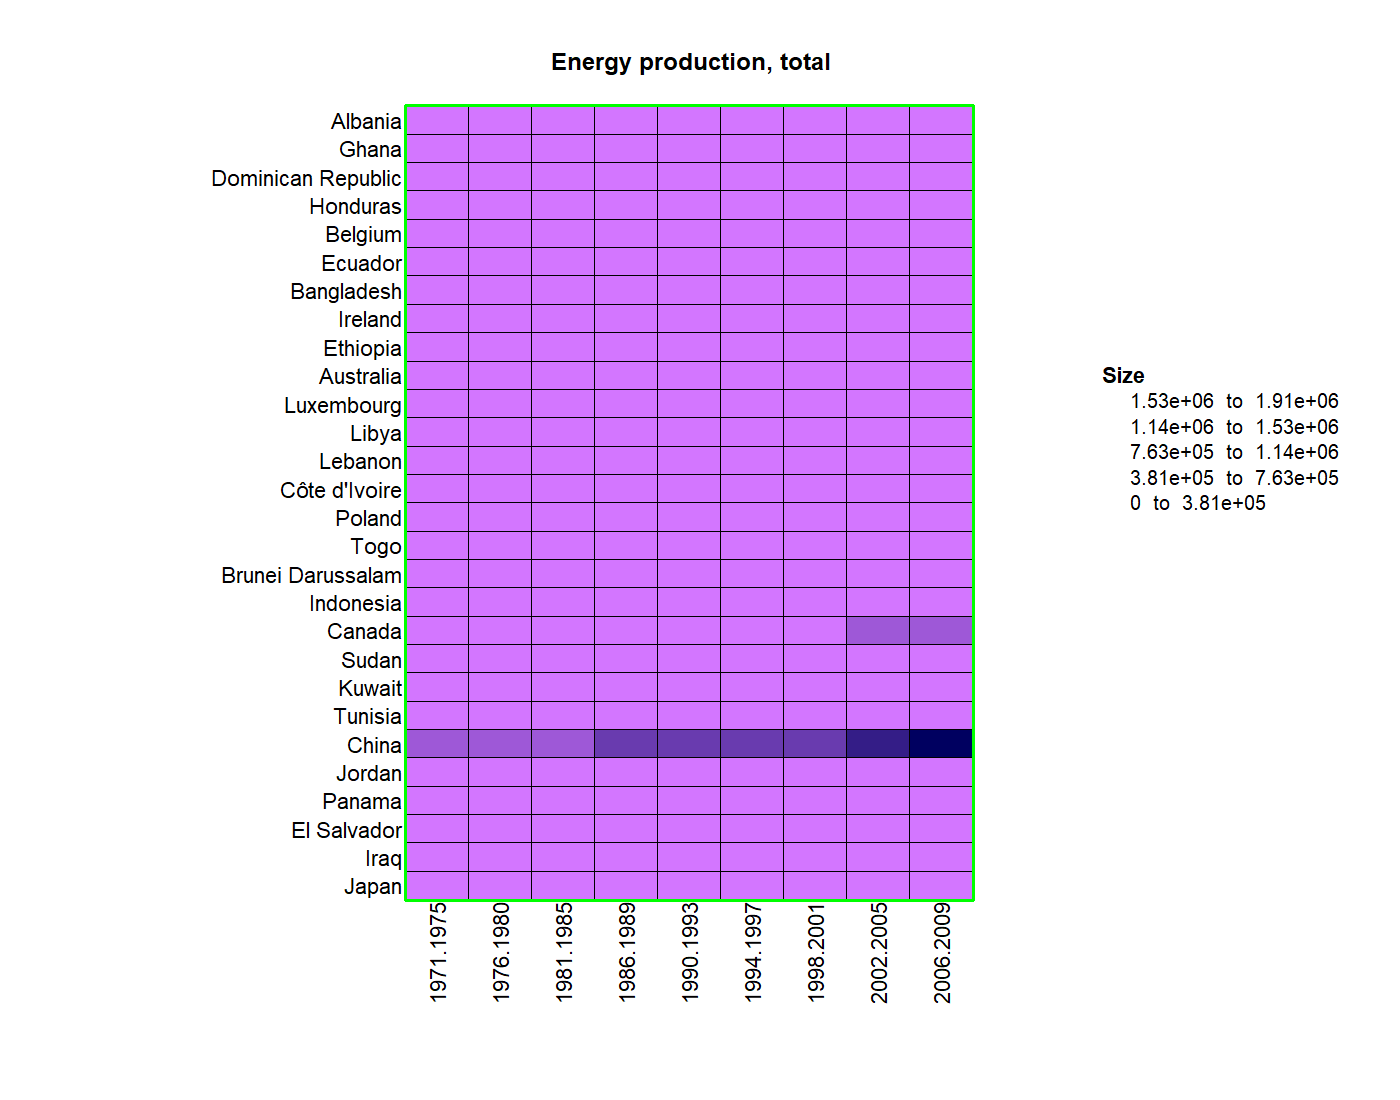 Energy production, total
Albania
Ghana
Dominican Republic
Honduras
Belgium
Ecuador
Bangladesh
Ireland
Ethiopia
Australia
Luxembourg
Libya
Lebanon
Côte d'Ivoire
Poland
Togo
Brunei Darussalam
Indonesia
Canada
Sudan
Kuwait
Tunisia
China
Jordan
Panama
El Salvador
Iraq
Japan
1971.1975
1976.1980
1981.1985
1986.1989
1990.1993
1994.1997
1998.2001
2002.2005
2006.2009
Size
1.53e+06 to 1.91e+06
1.14e+06 to 1.53e+06
7.63e+05 to 1.14e+06
3.81e+05 to 7.63e+05
0 to 3.81e+05